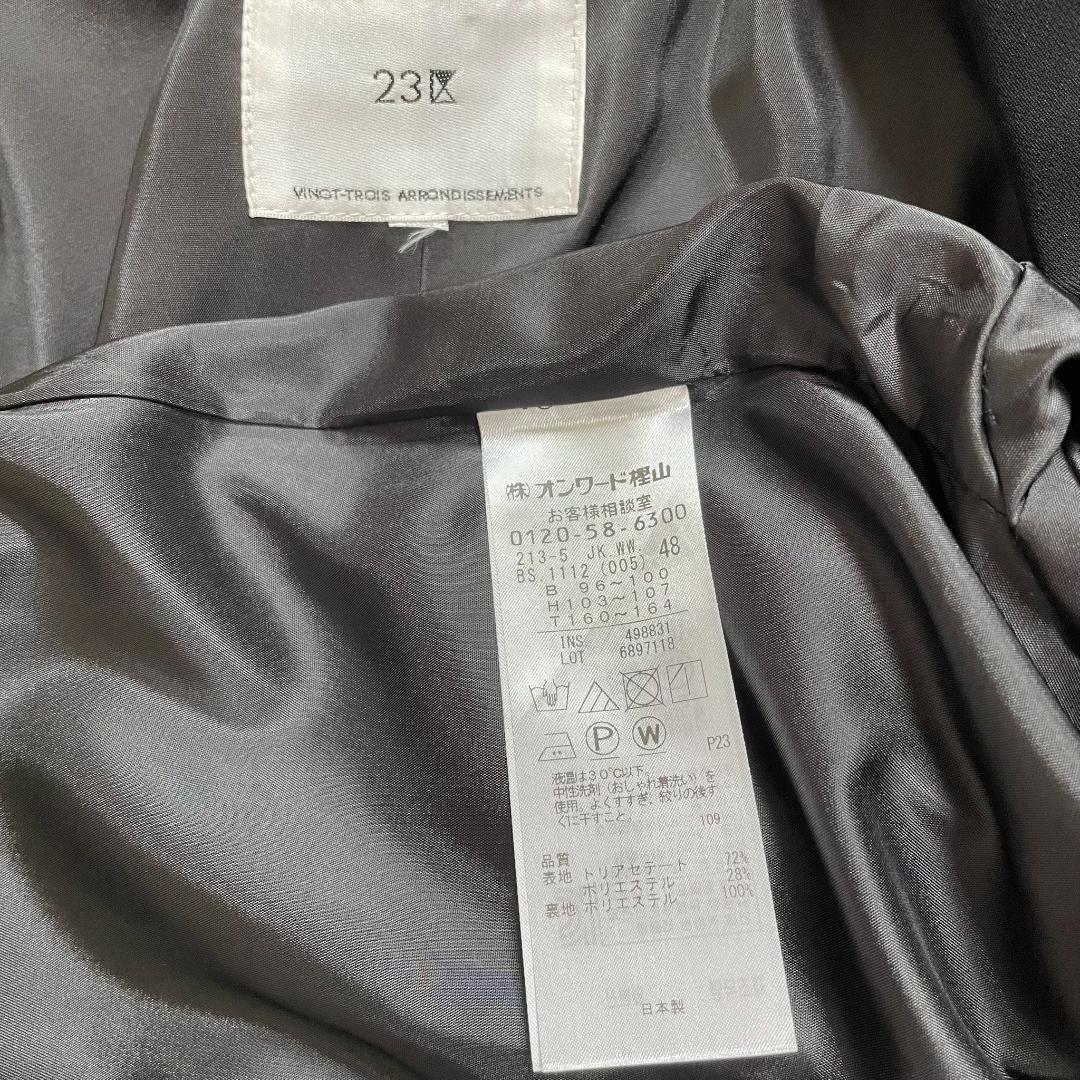 23区
VINGT-TROIS ARRONDISSEMENTS
㈱オンワード樫山
お客様相談室
0120-58-6300
213-5 JK.WW. 48
BS.1112 (005)
B 96~100
H103~107
T160~164
INS. 498831
LOT 6897118
P W
P23
液温は30℃以下、
中性洗剤(おしゃれ着洗い)を
使用。よくすすぎ、絞りの後す
ぐに干すこと。
109
品質
表地 トリアセテート 72%
ポリエステル 28%
裏地 ポリエステル 100%
日本製